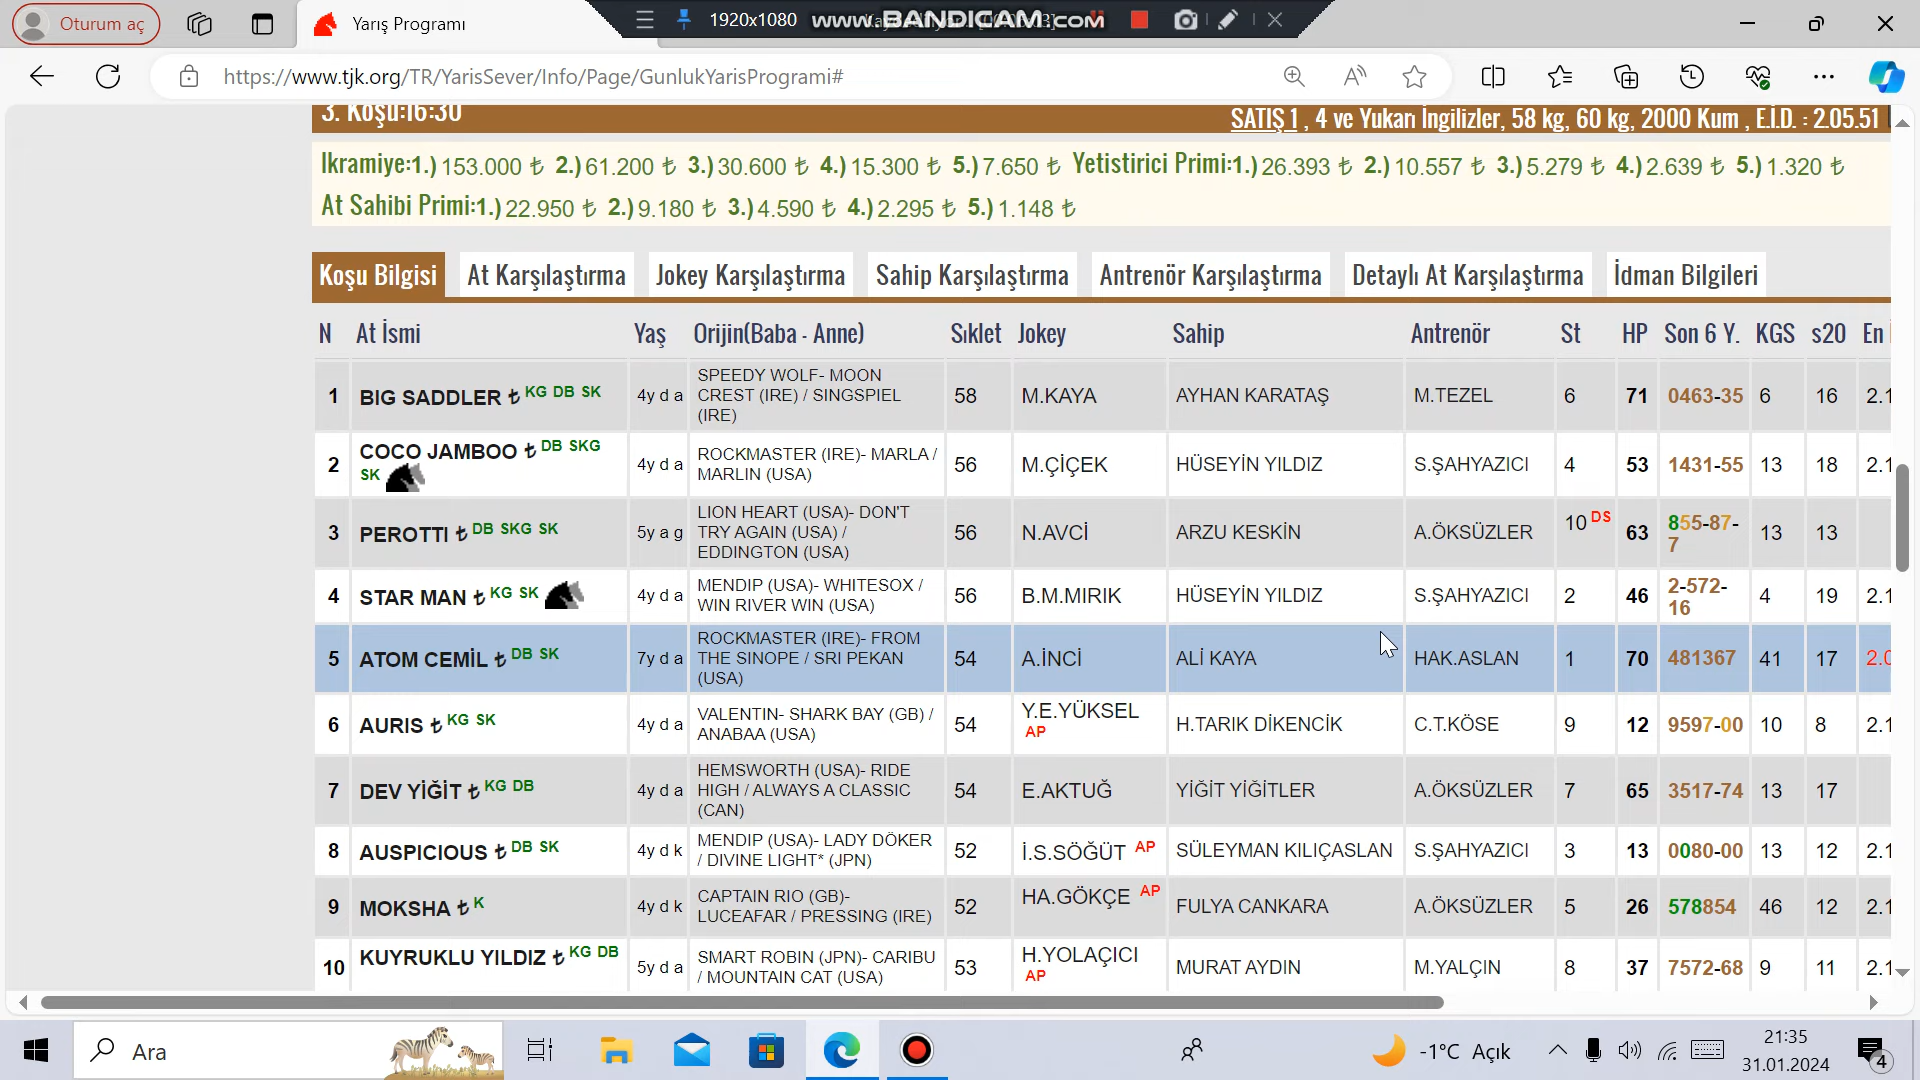 Oturum aç
Yarış Programı
1920x1080
www.BANDICAM.com
https://www.tjk.org/TR/YarisSever/Info/Page/GunlukYarisProgrami#
3. Koşu:16:30
SATIŞ 1 , 4 ve Yukarı İngilizler, 58 kg, 60 kg, 2000 Kum , E.İ.D. : 2.05.51
Ikramiye:1.) 153.000 ₺ 2.) 61.200 ₺ 3.) 30.600 ₺ 4.) 15.300 ₺ 5.) 7.650 ₺ Yetistirici Primi:1.) 26.393 ₺ 2.) 10.557 ₺ 3.) 5.279 ₺ 4.) 2.639 ₺ 5.) 1.320 ₺
At Sahibi Primi:1.) 22.950 ₺ 2.) 9.180 ₺ 3.) 4.590 ₺ 4.) 2.295 ₺ 5.) 1.148 ₺
Koşu Bilgisi At Karşılaştırma Jokey Karşılaştırma Sahip Karşılaştırma Antrenör Karşılaştırma Detaylı At Karşılaştırma İdman Bilgileri
N At İsmi Yaş Orijin(Baba - Anne) Sıklet Jokey Sahip Antrenör St HP Son 6 Y. KGS s20 En
1 BIG SADDLER ₺ KG DB SK 4y d a SPEEDY WOLF- MOON CREST (IRE) / SINGSPIEL (IRE) 58 M.KAYA AYHAN KARATAŞ M.TEZEL 6 71 0463-35 6 16 2.1
2 COCO JAMBOO ₺ DB SKG SK 4y d a ROCKMASTER (IRE)- MARLA / MARLIN (USA) 56 M.ÇİÇEK HÜSEYİN YILDIZ S.ŞAHYAZICI 4 53 1431-55 13 18 2.1
3 PEROTTI ₺ DB SKG SK 5y a g LION HEART (USA)- DON'T TRY AGAIN (USA) / EDDINGTON (USA) 56 N.AVCİ ARZU KESKİN A.ÖKSÜZLER 10 DS 63 855-87-7 13 13
4 STAR MAN ₺ KG SK 4y d a MENDIP (USA)- WHITESOX / WIN RIVER WIN (USA) 56 B.M.MIRIK HÜSEYİN YILDIZ S.ŞAHYAZICI 2 46 2-572-16 4 19 2.1
5 ATOM CEMİL ₺ DB SK 7y d a ROCKMASTER (IRE)- FROM THE SINOPE / SRI PEKAN (USA) 54 A.İNCİ ALİ KAYA HAK.ASLAN 1 70 481367 41 17 2.0
6 AURIS ₺ KG SK 4y d a VALENTIN- SHARK BAY (GB) / ANABAA (USA) 54 Y.E.YÜKSEL AP H.TARIK DİKENCİK C.T.KÖSE 9 12 9597-00 10 8 2.1
7 DEV YİĞİT ₺ KG DB 4y d a HEMSWORTH (USA)- RIDE HIGH / ALWAYS A CLASSIC (CAN) 54 E.AKTUĞ YİĞİT YİĞİTLER A.ÖKSÜZLER 7 65 3517-74 13 17
8 AUSPICIOUS ₺ DB SK 4y d k MENDIP (USA)- LADY DÖKER / DIVINE LIGHT* (JPN) 52 İ.S.SÖĞÜT AP SÜLEYMAN KILIÇASLAN S.ŞAHYAZICI 3 13 0080-00 13 12 2.1
9 MOKSHA ₺ K 4y d k CAPTAIN RIO (GB)- LUCEAFAR / PRESSING (IRE) 52 HA.GÖKÇE AP FULYA CANKARA A.ÖKSÜZLER 5 26 578854 46 12 2.1
10 KUYRUKLU YILDIZ ₺ KG DB 5y d a SMART ROBIN (JPN)- CARIBU / MOUNTAIN CAT (USA) 53 H.YOLAÇICI AP MURAT AYDIN M.YALÇIN 8 37 7572-68 9 11 2.1
Ara
-1°C Açık
21:35
31.01.2024
4